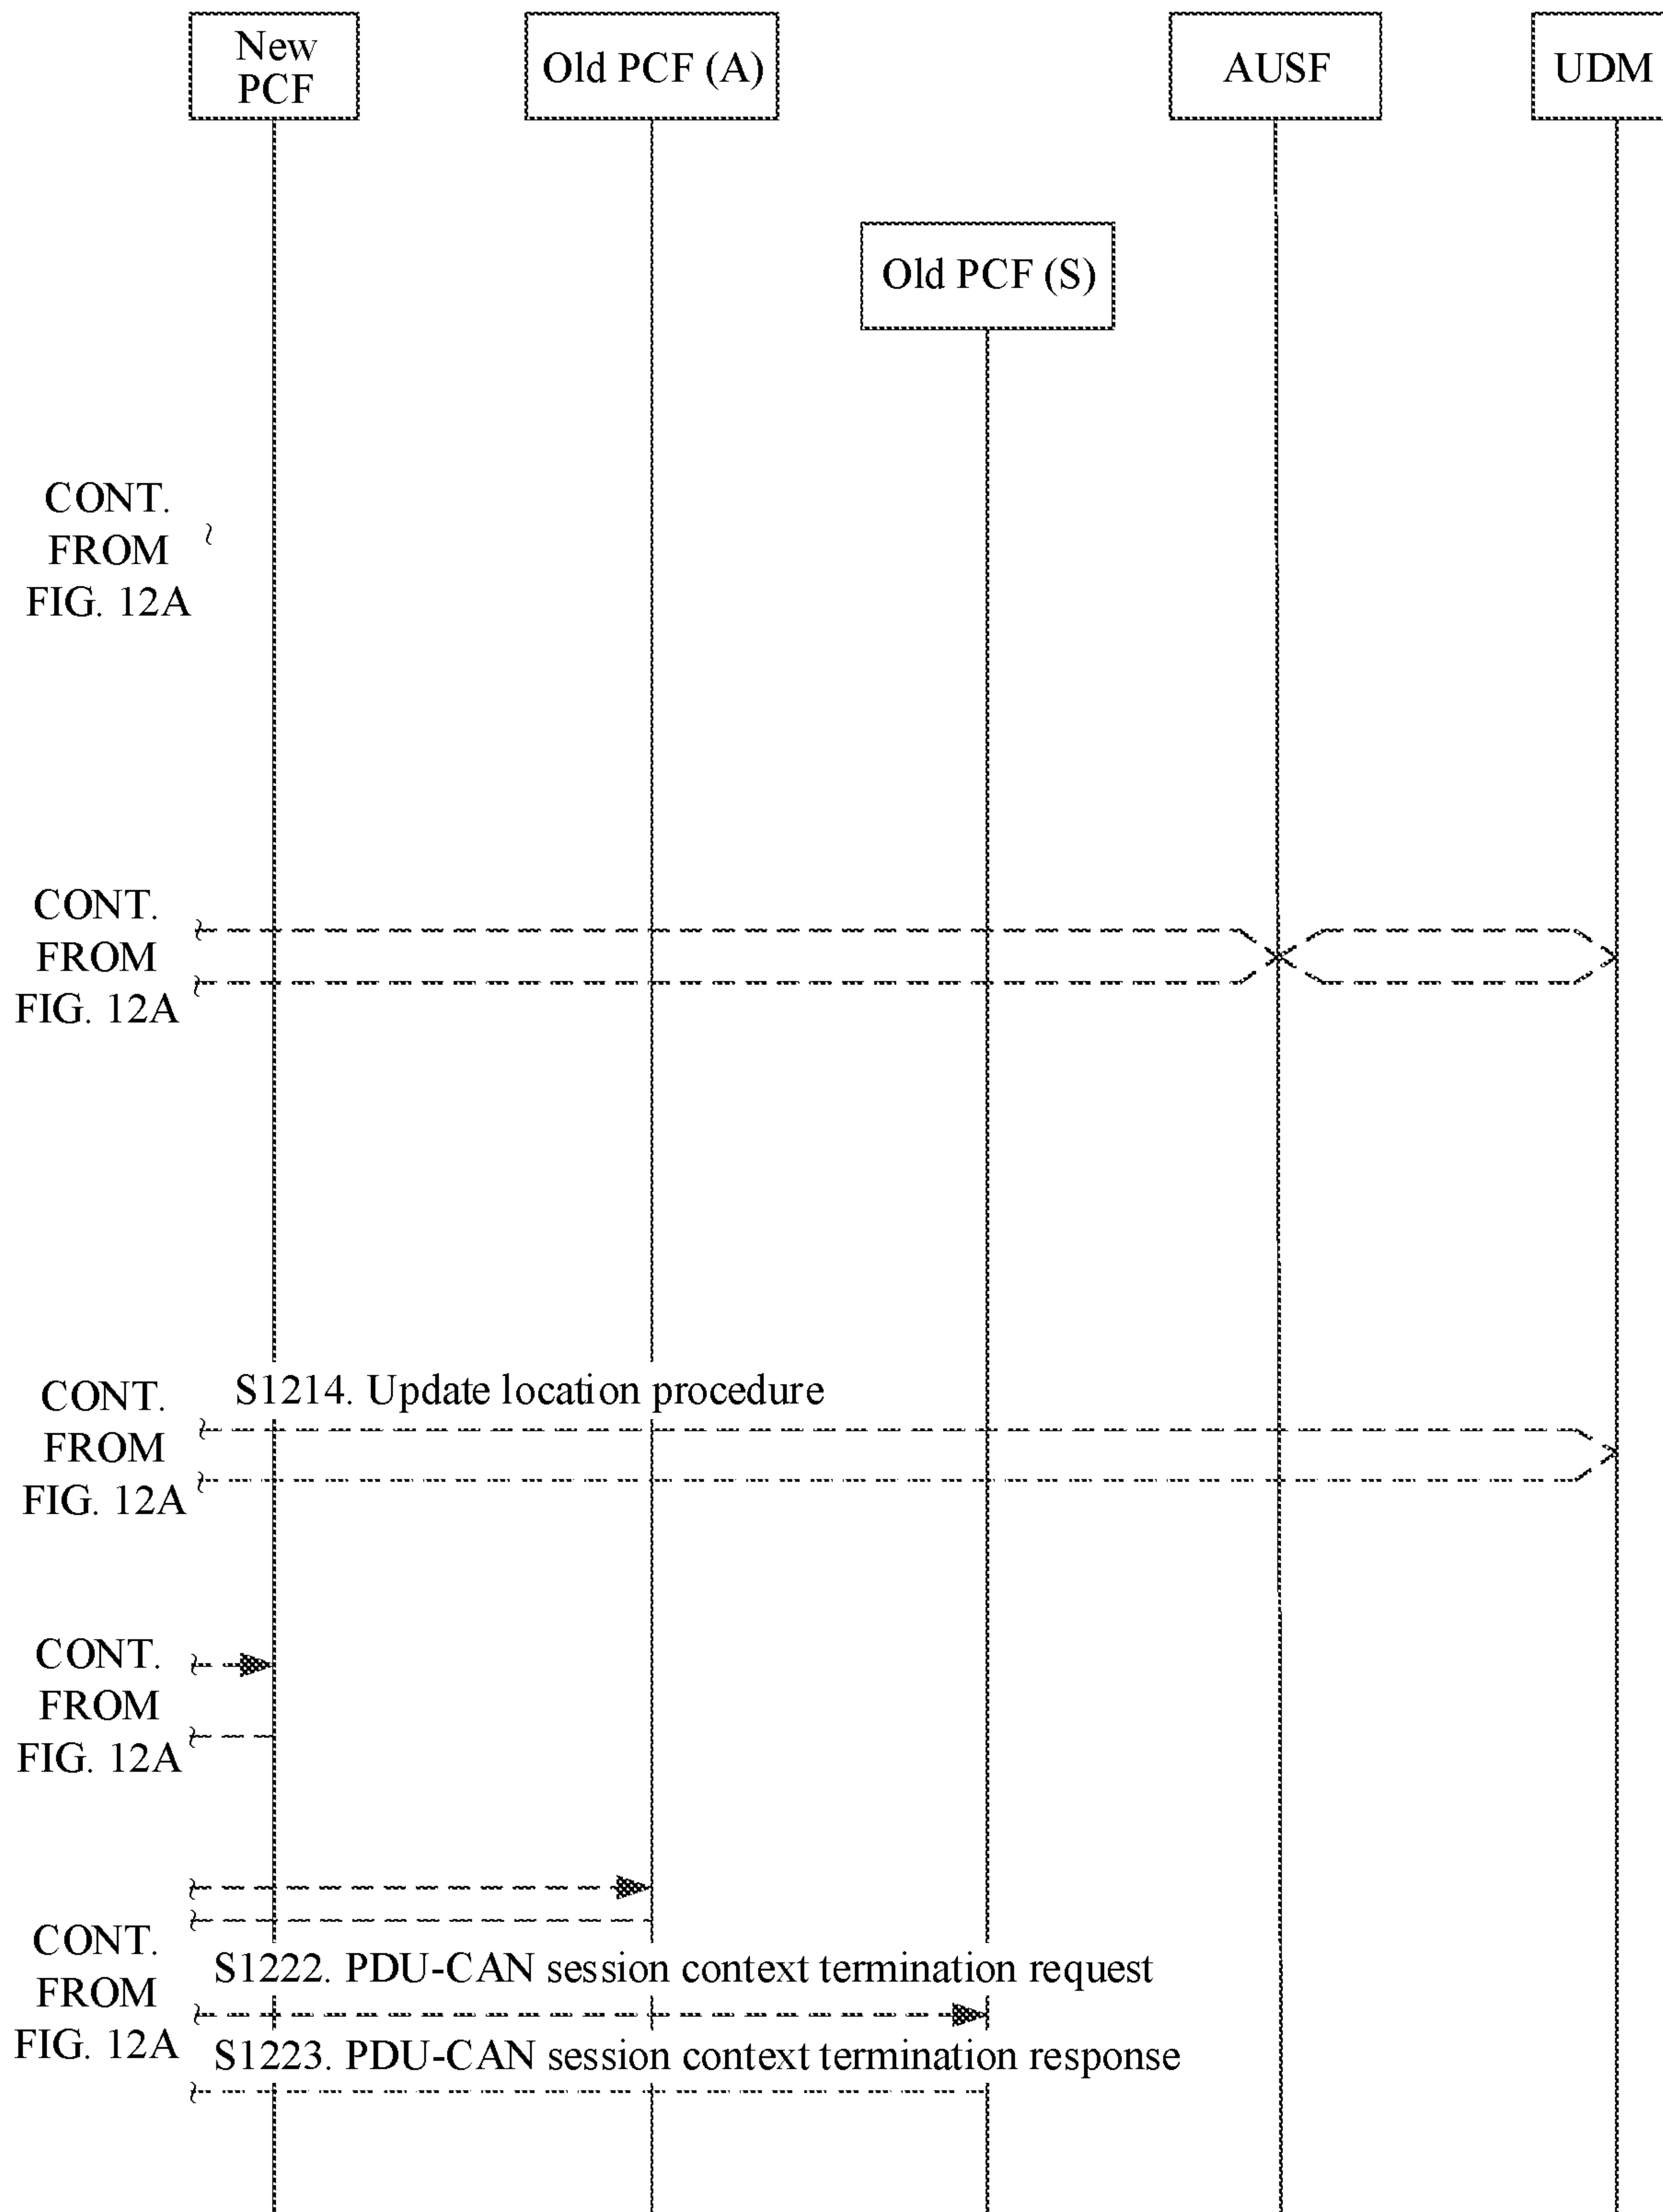 New
PCF
Old PCF (A)
AUSF
UDM
Old PCF (S)
CONT.
FROM
FIG. 12A
CONT.
FROM
FIG. 12A
S1214. Update location procedure
CONT.
FROM
FIG. 12A
CONT.
FROM
FIG. 12A
CONT.
FROM
FIG. 12A
S1222. PDU-CAN session context termination request
S1223. PDU-CAN session context termination response